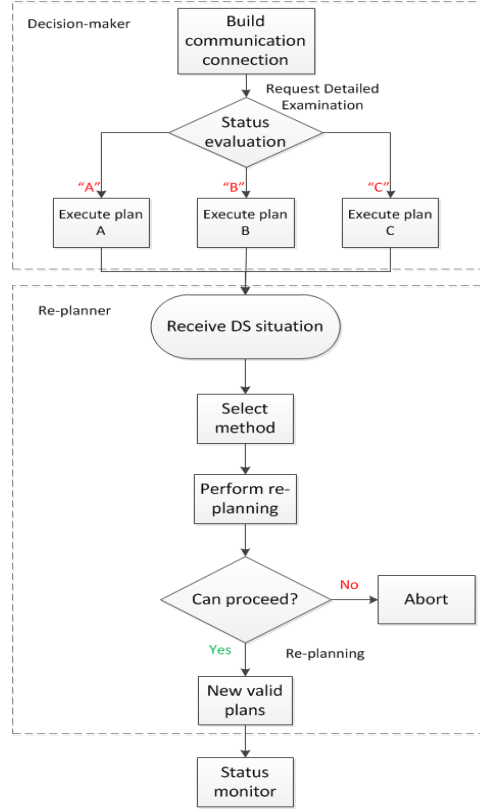 Decision-maker
Build
communication
connection
Request Detailed
Examination
Status
evaluation
“A”
“B”
“C”
Execute plan
A
Execute plan
B
Execute plan
C
Re-planner
Receive DS situation
Select
method
Perform re-
planning
Can proceed?
No
Abort
Yes
Re-planning
New valid
plans
Status
monitor